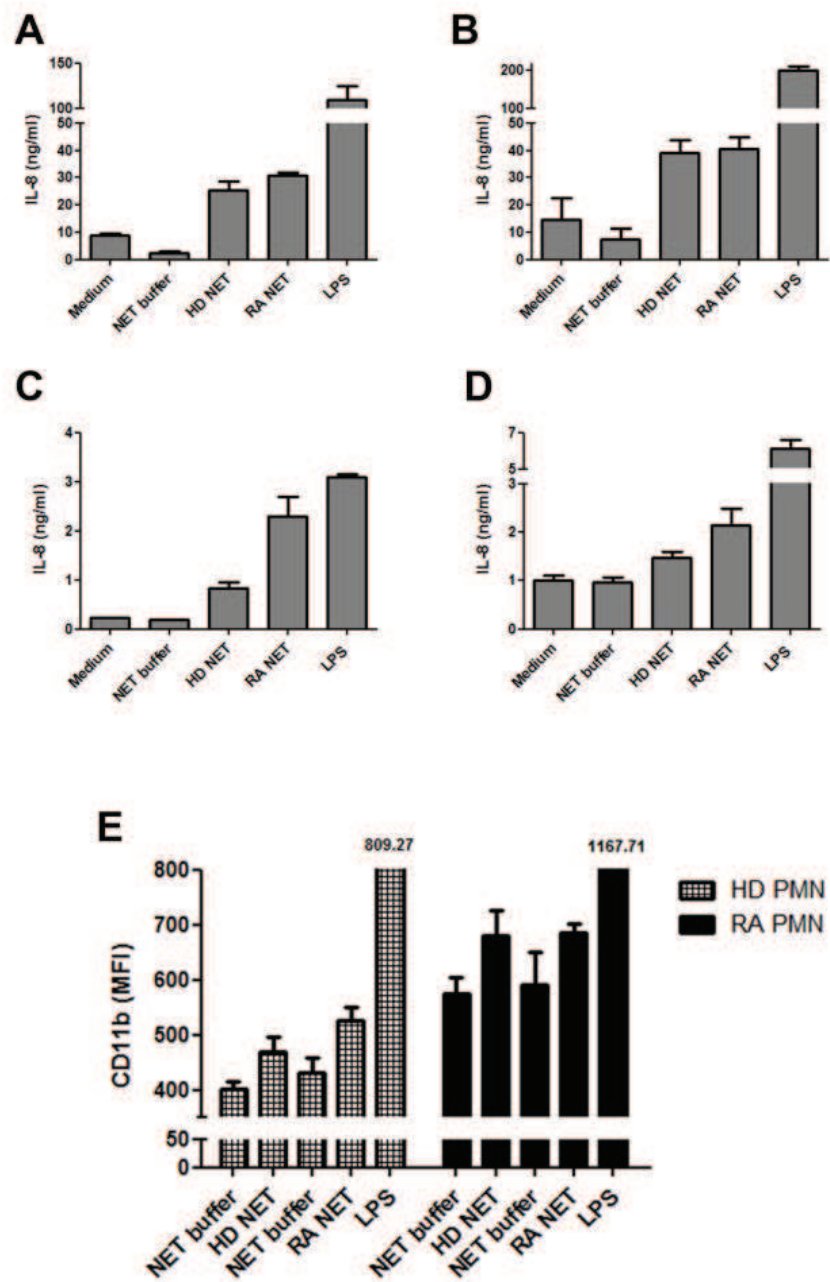 A
IL-8 (ng/ml)
150
100
50
40
30
20
10
0
Medium
NET buffer
HD NET
RA NET
LPS
B
IL-8 (ng/ml)
200
100
50
40
30
20
10
0
Medium
NET buffer
HD NET
RA NET
LPS
C
IL-8 (ng/ml)
4
3
2
1
0
Medium
NET buffer
HD NET
RA NET
LPS
D
IL-8 (ng/ml)
7
5
3
2
1
0
Medium
NET buffer
HD NET
RA NET
LPS
E
CD11b (MFI)
800
700
600
500
400
50
0
809.27
1167.71
HD PMN
RA PMN
NET buffer
HD NET
NET buffer
RA NET
LPS
NET buffer
HD NET
NET buffer
RA NET
LPS